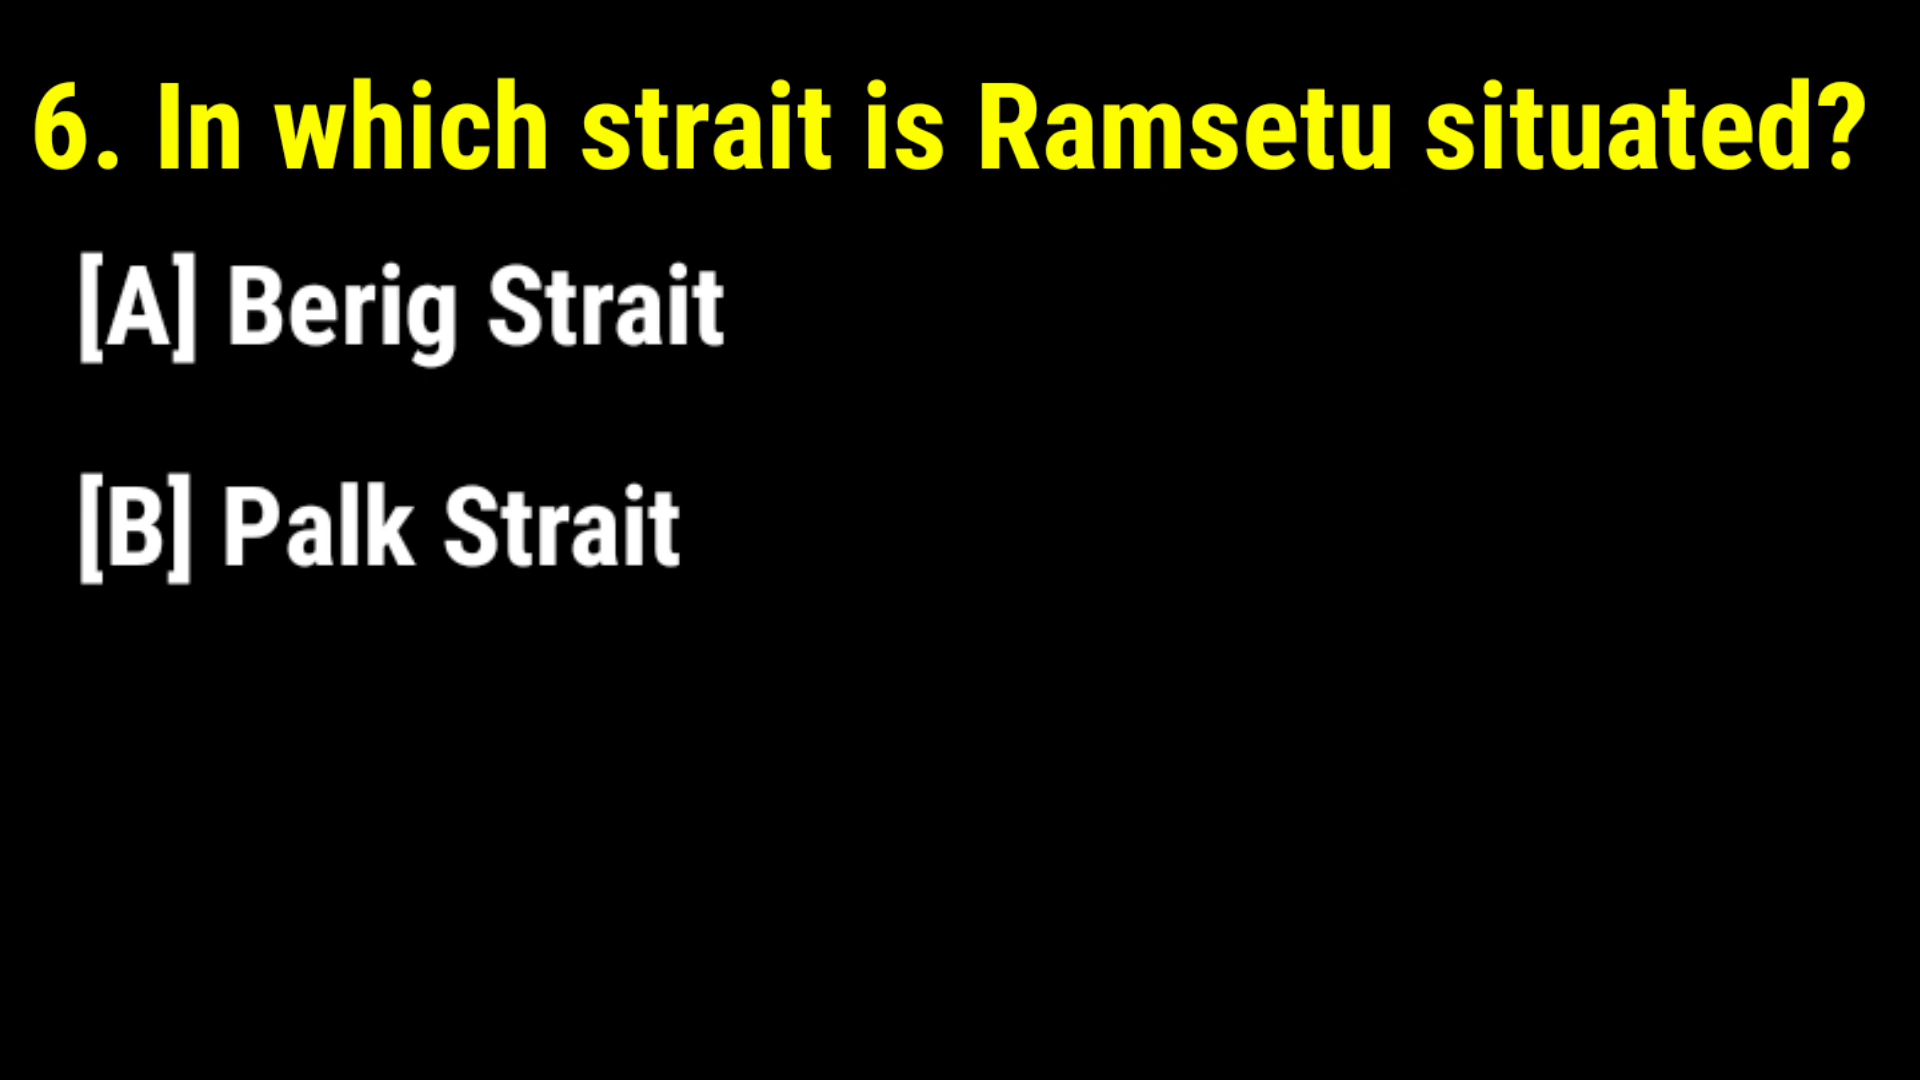 6. In which strait is Ramsetu situated?
[A] Berig Strait
[B] Palk Strait